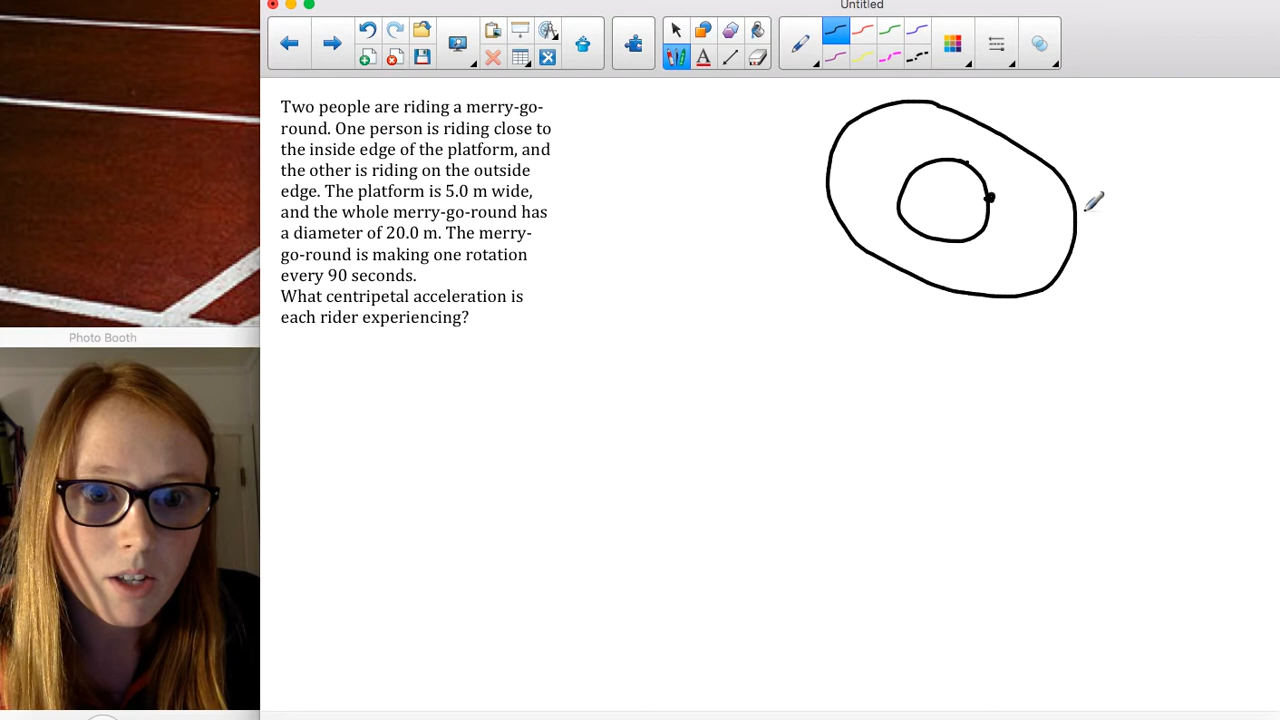 Untitled
Two people are riding a merry-go-
round. One person is riding close to
the inside edge of the platform, and
the other is riding on the outside
edge. The platform is 5.0 m wide,
and the whole merry-go-round has
a diameter of 20.0 m. The merry-
go-round is making one rotation
every 90 seconds.
What centripetal acceleration is
each rider experiencing?
Photo Booth